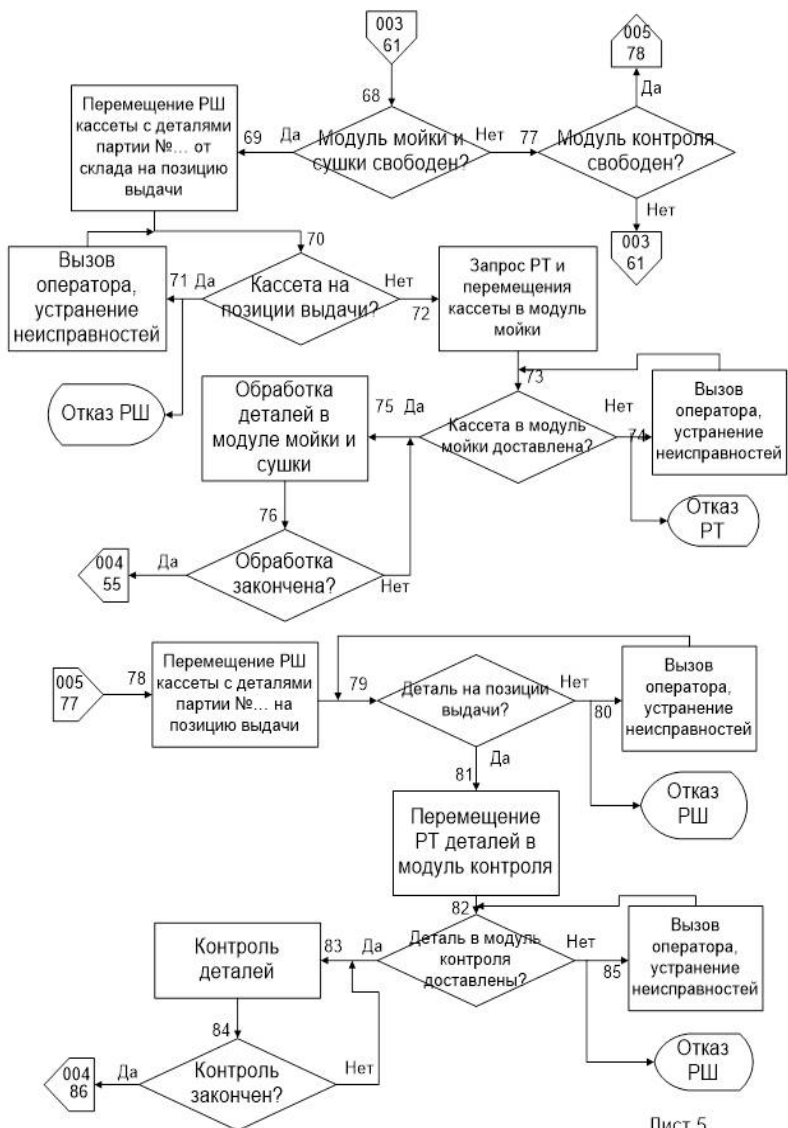 003
61
005
78
68
Да
Перемещение РШ
кассеты с деталями
партии №... от
склада на позицию
выдачи
69
Да
Модуль мойки и
сушки свободен?
Нет
77
Модуль контроля
свободен?
Нет
003
61
70
Вызов
оператора,
устранение
неисправностей
71
Да
Кассета на
позиции выдачи?
Нет
72
Запрос РТ и
перемещения
кассеты в модуль
мойки
73
Отказ РШ
Обработка
деталей в
модуле мойки и
сушки
75
Да
Кассета в модуль
мойки доставлена?
Нет
74
Вызов
оператора,
устранение
неисправностей
Отказ
РТ
76
004
55
Да
Обработка
закончена?
Нет
005
77
78
Перемещение РШ
кассеты с деталями
партии №... на
позицию выдачи
79
Деталь на позиции
выдачи?
Нет
80
Вызов
оператора,
устранение
неисправностей
Да
81
Отказ
РШ
Перемещение
РТ деталей в
модуль контроля
82
Контроль
деталей
83
Да
Деталь в модуль
контроля
доставлены?
Нет
85
Вызов
оператора,
устранение
неисправностей
84
Отказ
РШ
004
86
Да
Контроль
закончен?
Нет
Лист 5